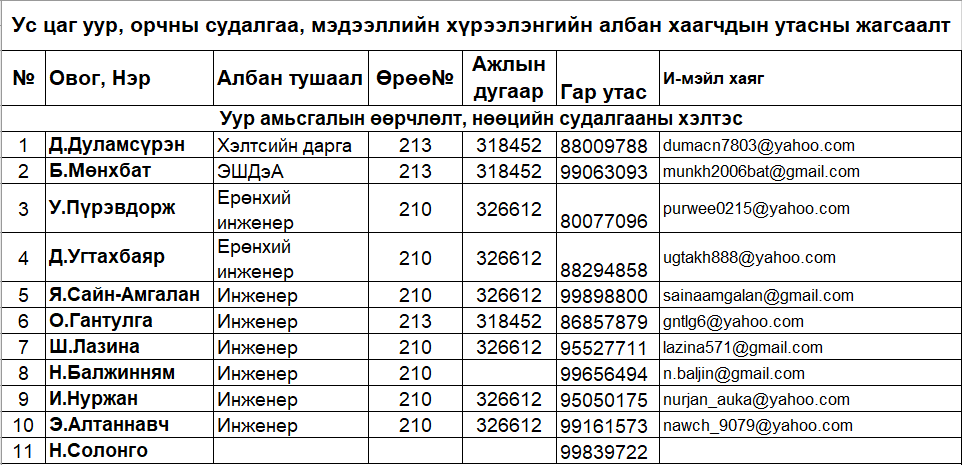 Ус цаг уур, орчны судалгаа, мэдээллийн хүрээлэнгийн албан хаагчдын утасны жагсаалт
№ Овог, Нэр Албан тушаал Өрөө№ Ажлын дугаар Гар утас И-мэйл хаяг
Уур амьсгалын өөрчлөлт, нөөцийн судалгааны хэлтэс
1 Д.Дуламсүрэн Хэлтсийн дарга 213 318452 88009788 dumacn7803@yahoo.com
2 Б.Мөнхбат ЭШДэА 213 318452 99063093 munkh2006bat@gmail.com
3 У.Пүрэвдорж Ерөнхий инженер 210 326612 80077096 purwee0215@yahoo.com
4 Д.Угтахбаяр Ерөнхий инженер 210 326612 88294858 ugtakh888@yahoo.com
5 Я.Сайн-Амгалан Инженер 210 326612 99898800 sainaamgalan@gmail.com
6 О.Гантулга Инженер 213 318452 86857879 gntlg6@yahoo.com
7 Ш.Лазина Инженер 210 326612 95527711 lazina571@gmail.com
8 Н.Балжинням Инженер 210 99656494 n.baljin@gmail.com
9 И.Нуржан Инженер 210 326612 95050175 nurjan_auka@yahoo.com
10 Э.Алтаннавч Инженер 210 326612 99161573 nawch_9079@yahoo.com
11 Н.Солонго 99839722